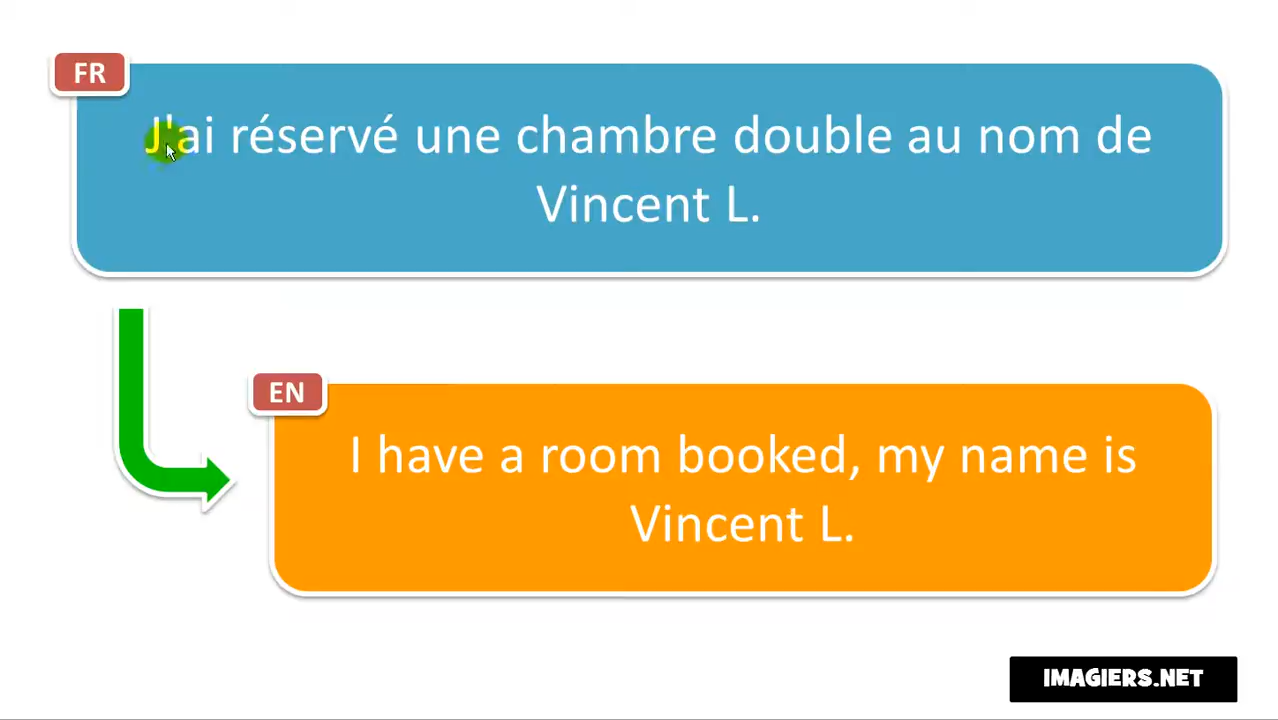 FR
J'ai réservé une chambre double au nom de
Vincent L.
EN
I have a room booked, my name is
Vincent L.
IMAGIERS.NET